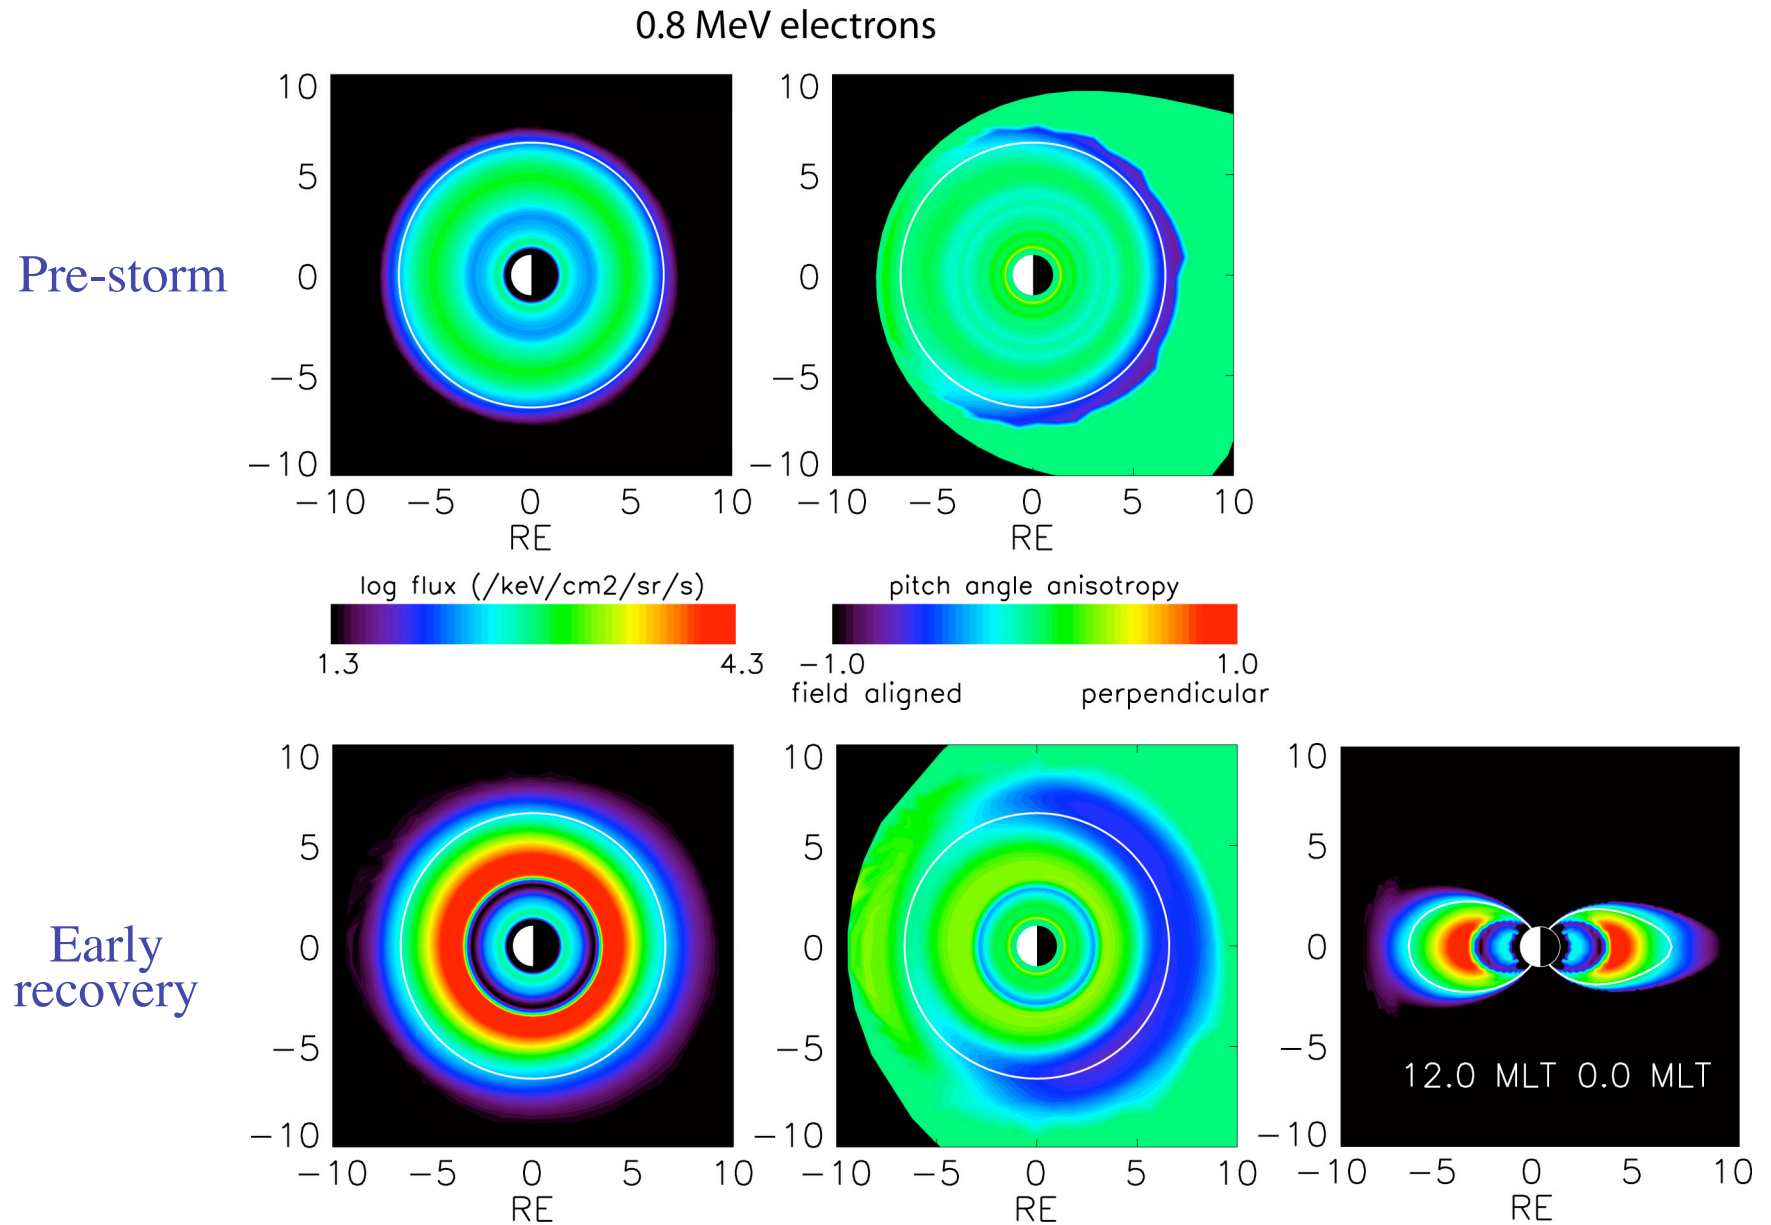 0.8 MeV electrons
Pre-storm
10
5
0
−5
−10
−10 −5 0 5 10
RE
10
5
0
−5
−10
−10 −5 0 5 10
RE
log flux (/keV/cm2/sr/s)
1.3 4.3
pitch angle anisotropy
−1.0 1.0
field aligned perpendicular
Early
recovery
10
5
0
−5
−10
−10 −5 0 5 10
RE
10
5
0
−5
−10
−10 −5 0 5 10
RE
10
5
0
−5
−10
12.0 MLT 0.0 MLT
−10 −5 0 5 10
RE